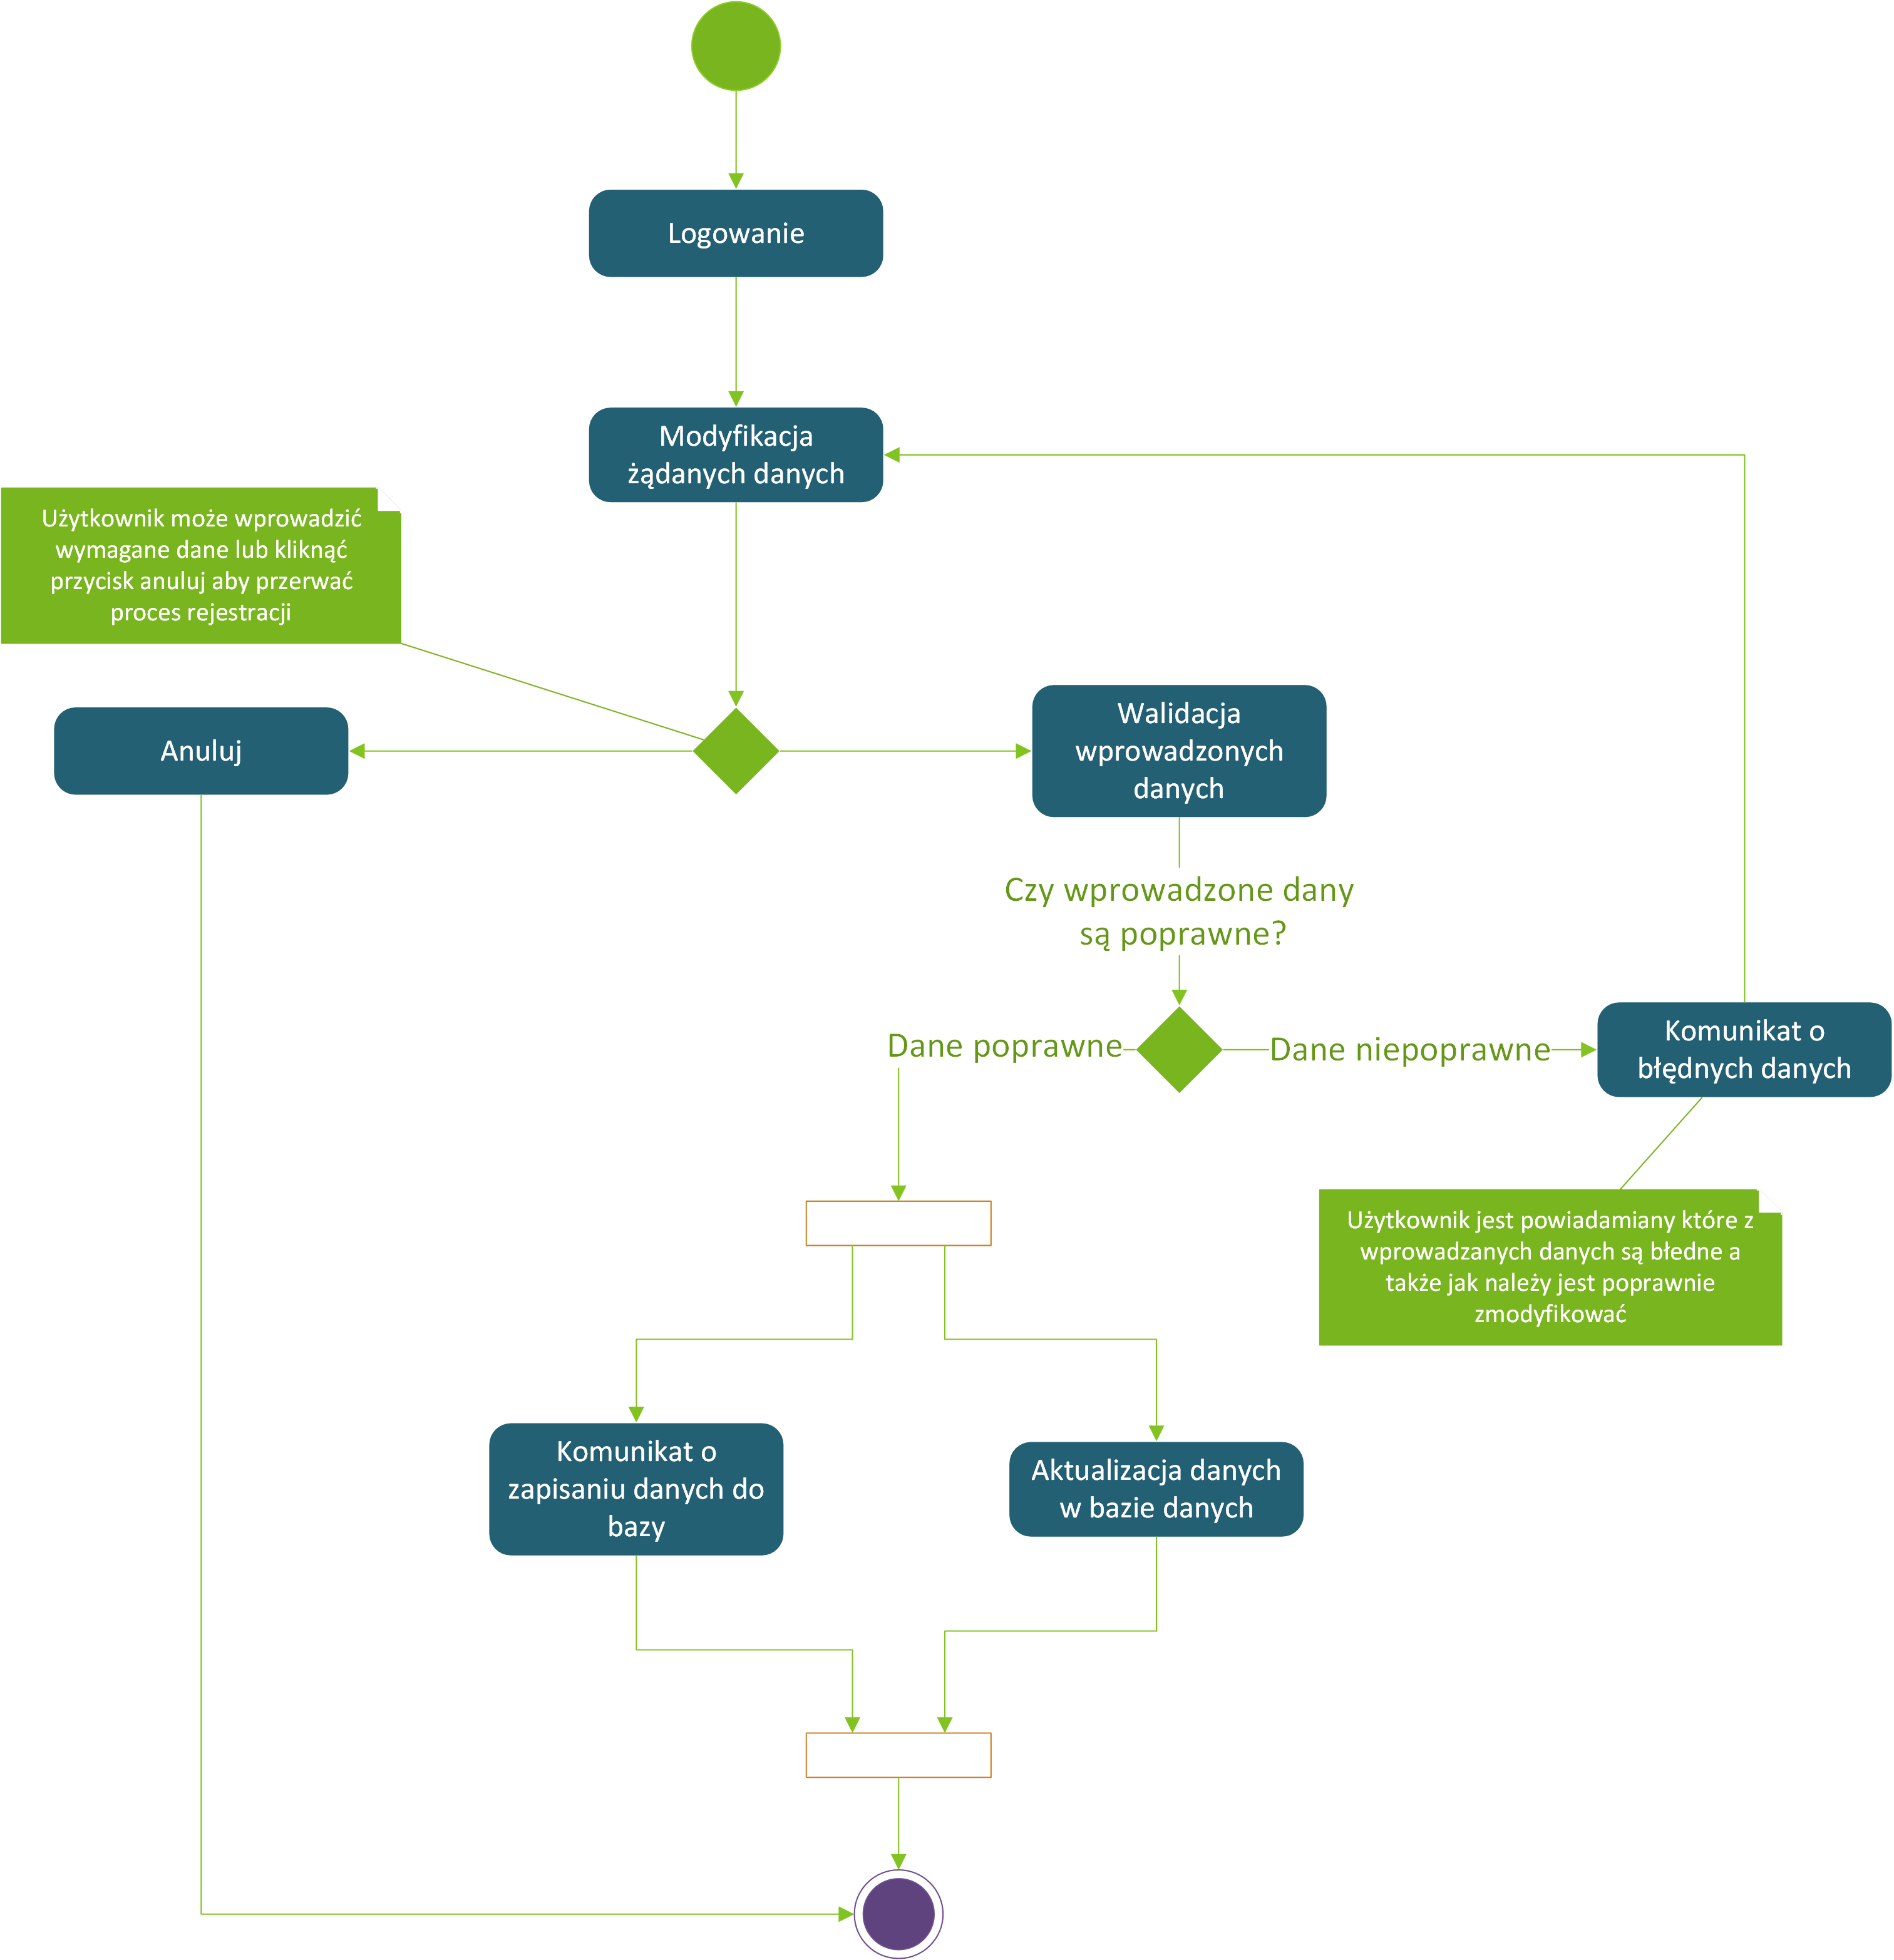 Logowanie
Modyfikacja
żądanych danych
Użytkownik może wprowadzić
wymagane dane lub kliknąć
przycisk anuluj aby przerwać
proces rejestracji
Anuluj
Walidacja
wprowadzonych
danych
Czy wprowadzone dany
są poprawne?
Dane poprawne
Dane niepoprawne
Komunikat o
błędnych danych
Użytkownik jest powiadamiany które z
wprowadzanych danych są błedne a
także jak należy jest poprawnie
zmodyfikować
Komunikat o
zapisaniu danych do
bazy
Aktualizacja danych
w bazie danych